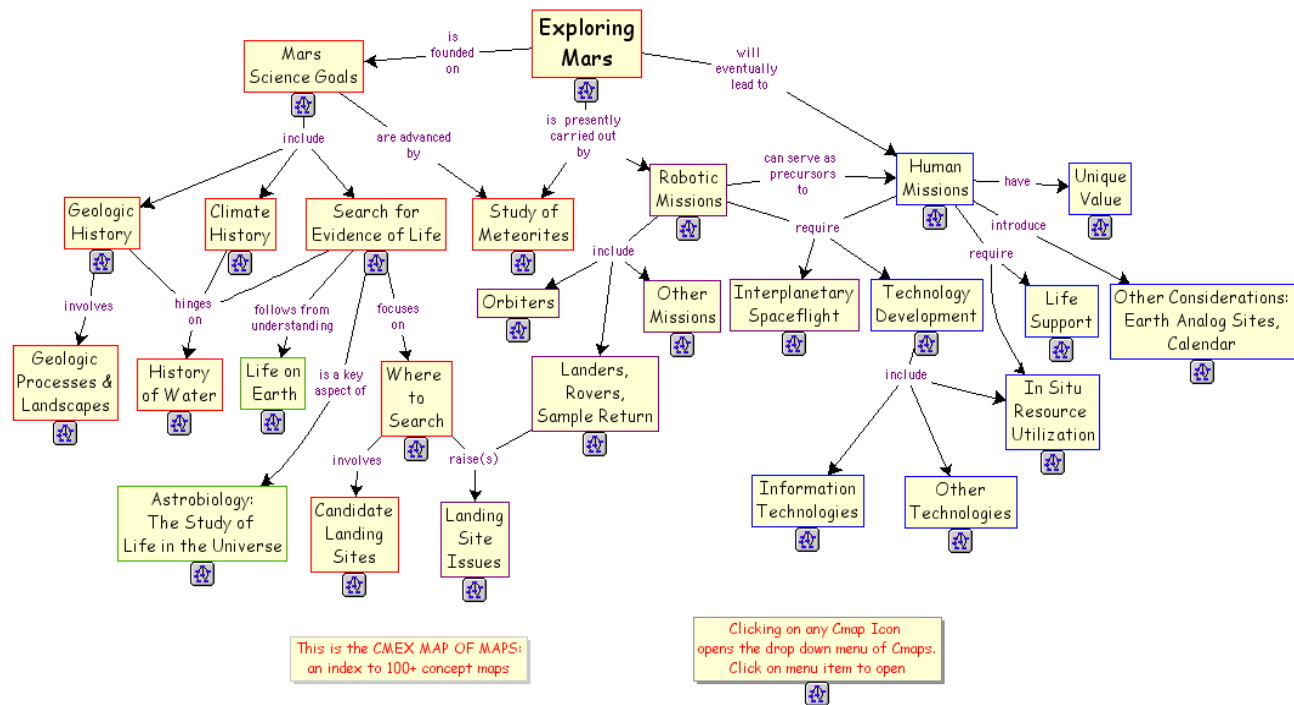 Exploring
Mars
is
founded
on
Mars
Science Goals
will
eventually
lead to
include
are advanced
by
is presently
carried out
by
Geologic
History
Climate
History
Search for
Evidence of Life
Study of
Meteorites
Robotic
Missions
can serve as
precursors
to
Human
Missions
have
Unique
Value
involves
hinges
on
follows from
understanding
focuses
on
include
require
require
introduce
Orbiters
Other
Missions
Interplanetary
Spaceflight
Technology
Development
Life
Support
Other Considerations:
Earth Analog Sites,
Calendar
Geologic
Processes &
Landscapes
History
of Water
Life on
Earth
is a key
aspect of
Where
to
Search
Landers,
Rovers,
Sample Return
include
In Situ
Resource
Utilization
involves
raise(s)
Astrobiology:
The Study of
Life in the Universe
Candidate
Landing
Sites
Landing
Site
Issues
Information
Technologies
Other
Technologies
This is the CMEX MAP OF MAPS:
an index to 100+ concept maps
Clicking on any Cmap Icon
opens the drop down menu of Cmaps.
Click on menu item to open